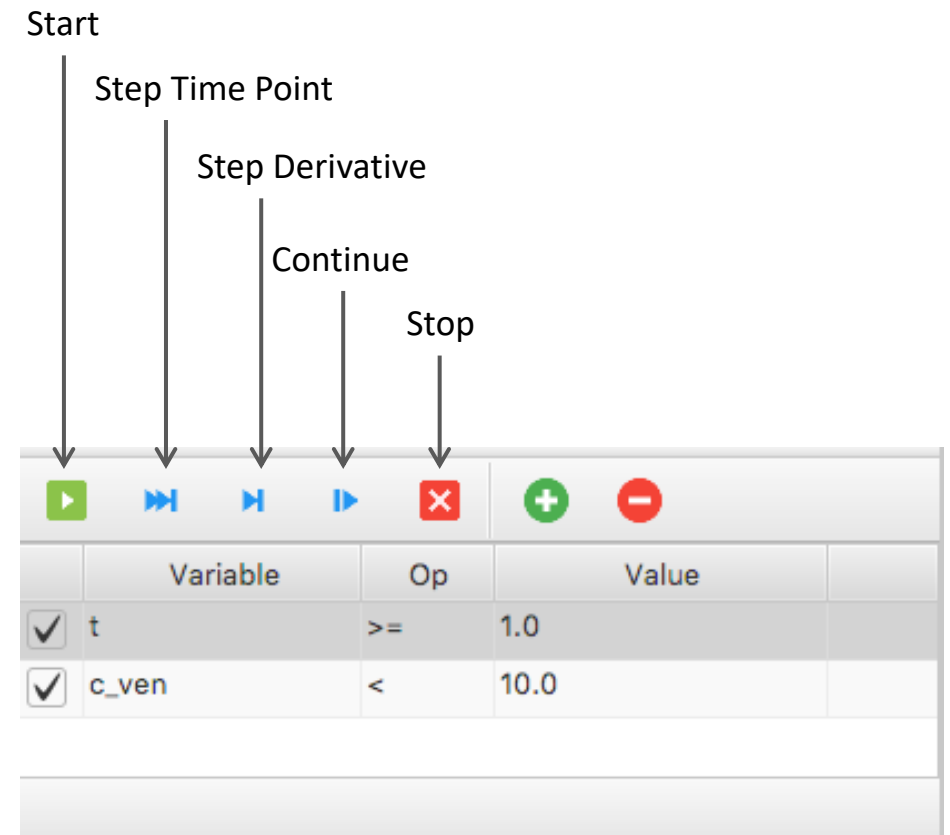 Start
Step Time Point
Step Derivative
Continue
Stop
Variable Op Value
t >= 1.0
c_ven < 10.0